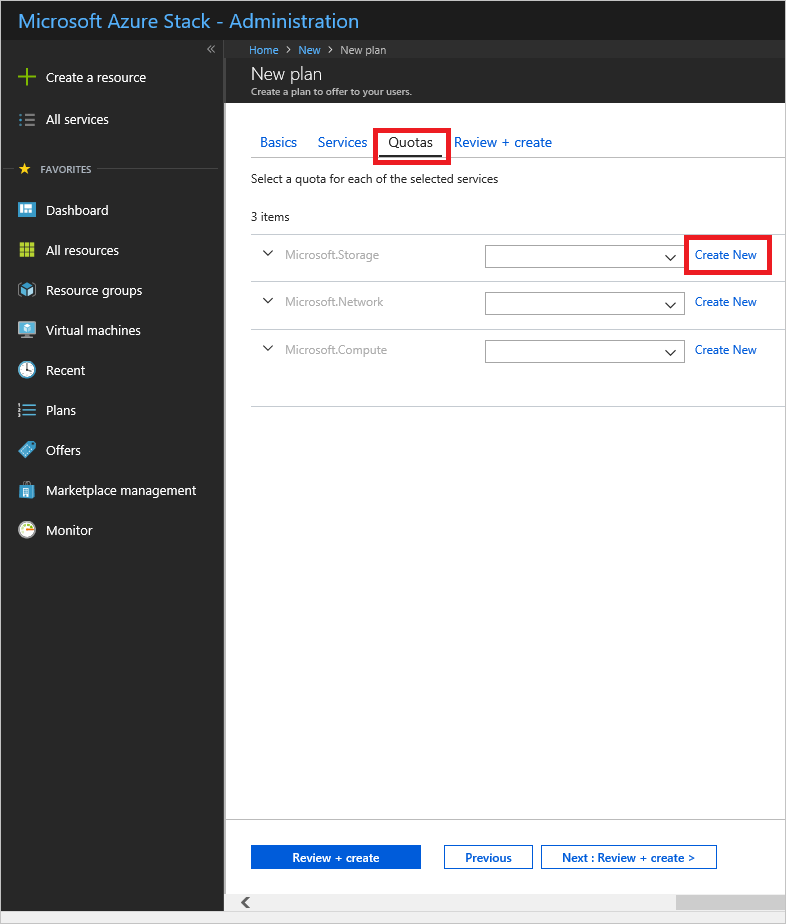 Microsoft Azure Stack - Administration
Create a resource
All services
FAVORITES
Dashboard
All resources
Resource groups
Virtual machines
Recent
Plans
Offers
Marketplace management
Monitor
Home > New > New plan
New plan
Create a plan to offer to your users.
Basics Services Quotas Review + create
Select a quota for each of the selected services
3 items
Microsoft.Storage Create New
Microsoft.Network Create New
Microsoft.Compute Create New
Review + create Previous Next : Review + create >